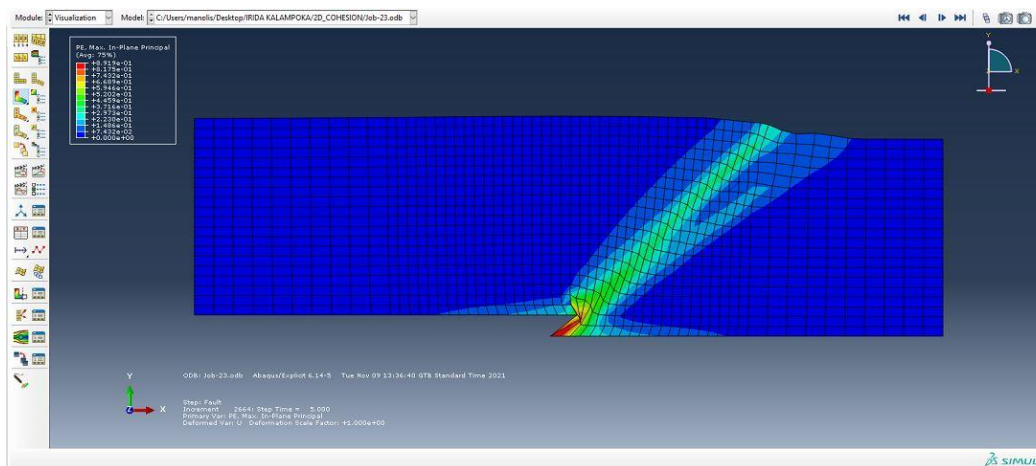 Module: Visualization Model: C:/Users/manolis/Desktop/IRIDA KALAMPOKA/2D_COHESION/Job-23.odb
PE, Max. In-Plane Principal
(Avg: 75%)
+8.919e-01
+8.175e-01
+7.432e-01
+6.689e-01
+5.946e-01
+5.202e-01
+4.459e-01
+3.716e-01
+2.973e-01
+2.230e-01
+1.486e-01
+7.432e-02
+0.000e+00
Y
X
Z
ODB: Job-23.odb Abaqus/Explicit 6.14-5 Tue Nov 09 13:36:40 GTB Standard Time 2021
Y
Z X
Step: Fault
Increment 2664: Step Time = 5.000
Primary Var: PE, Max. In-Plane Principal
Deformed Var: U Deformation Scale Factor: +1.000e+00
SIMUL